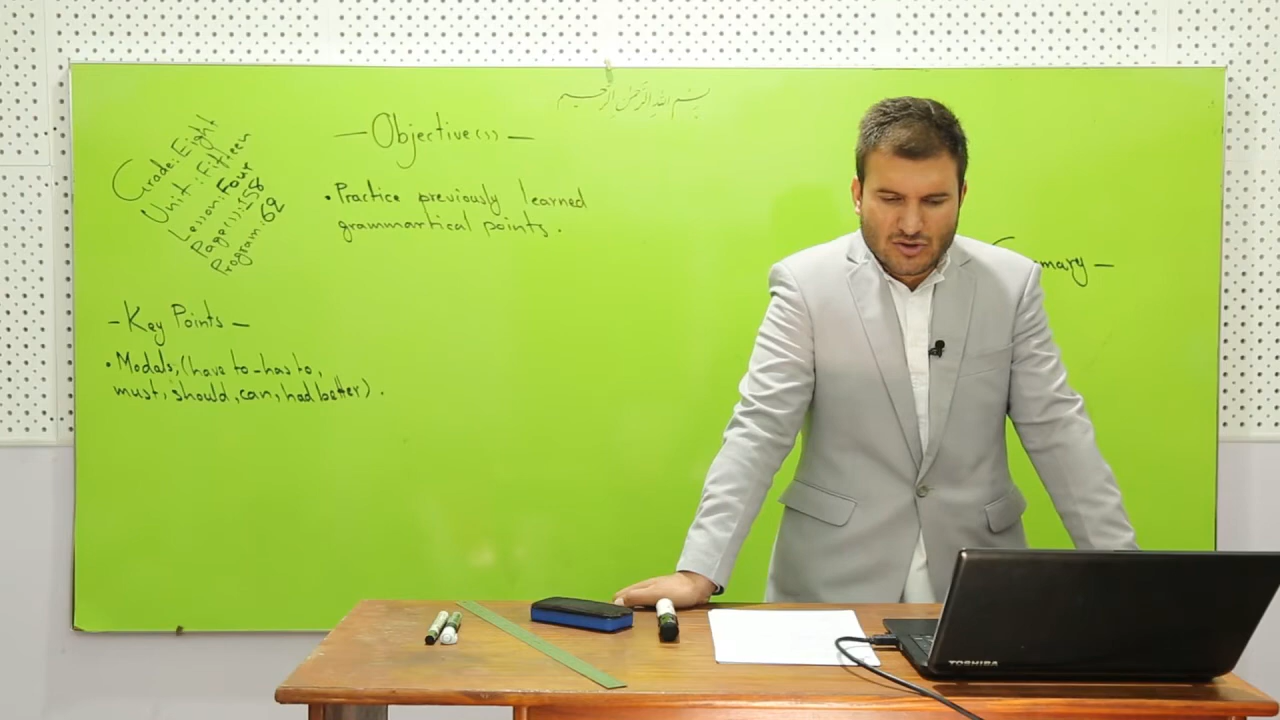 بسم الله الرحمن الرحیم
Grade: Eight
Unit: Fifteen
Lesson: Four
Page(s): 158
Program: 62
— Objective(s) —
• Practice previously learned
grammartical points.
— Key Points —
• Modals, (have to - has to,
must, should, can, had better).
mary —
TOSHIBA